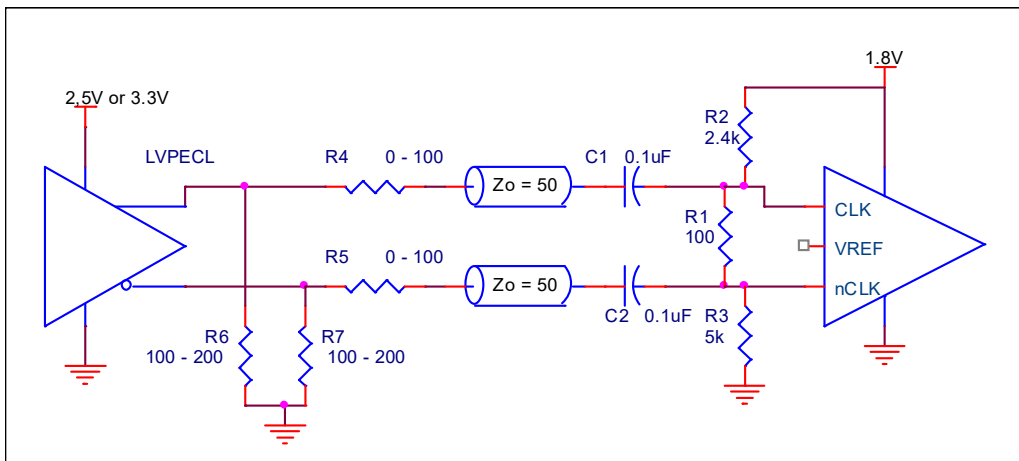 1.8V
2.5V or 3.3V
R2
2.4k
LVPECL
R4 0 - 100
C1 0.1uF
Zo = 50
R1
100
CLK
VREF
R5 0 - 100
Zo = 50
nCLK
C2 0.1uF
R3
5k
R6
100 - 200
R7
100 - 200